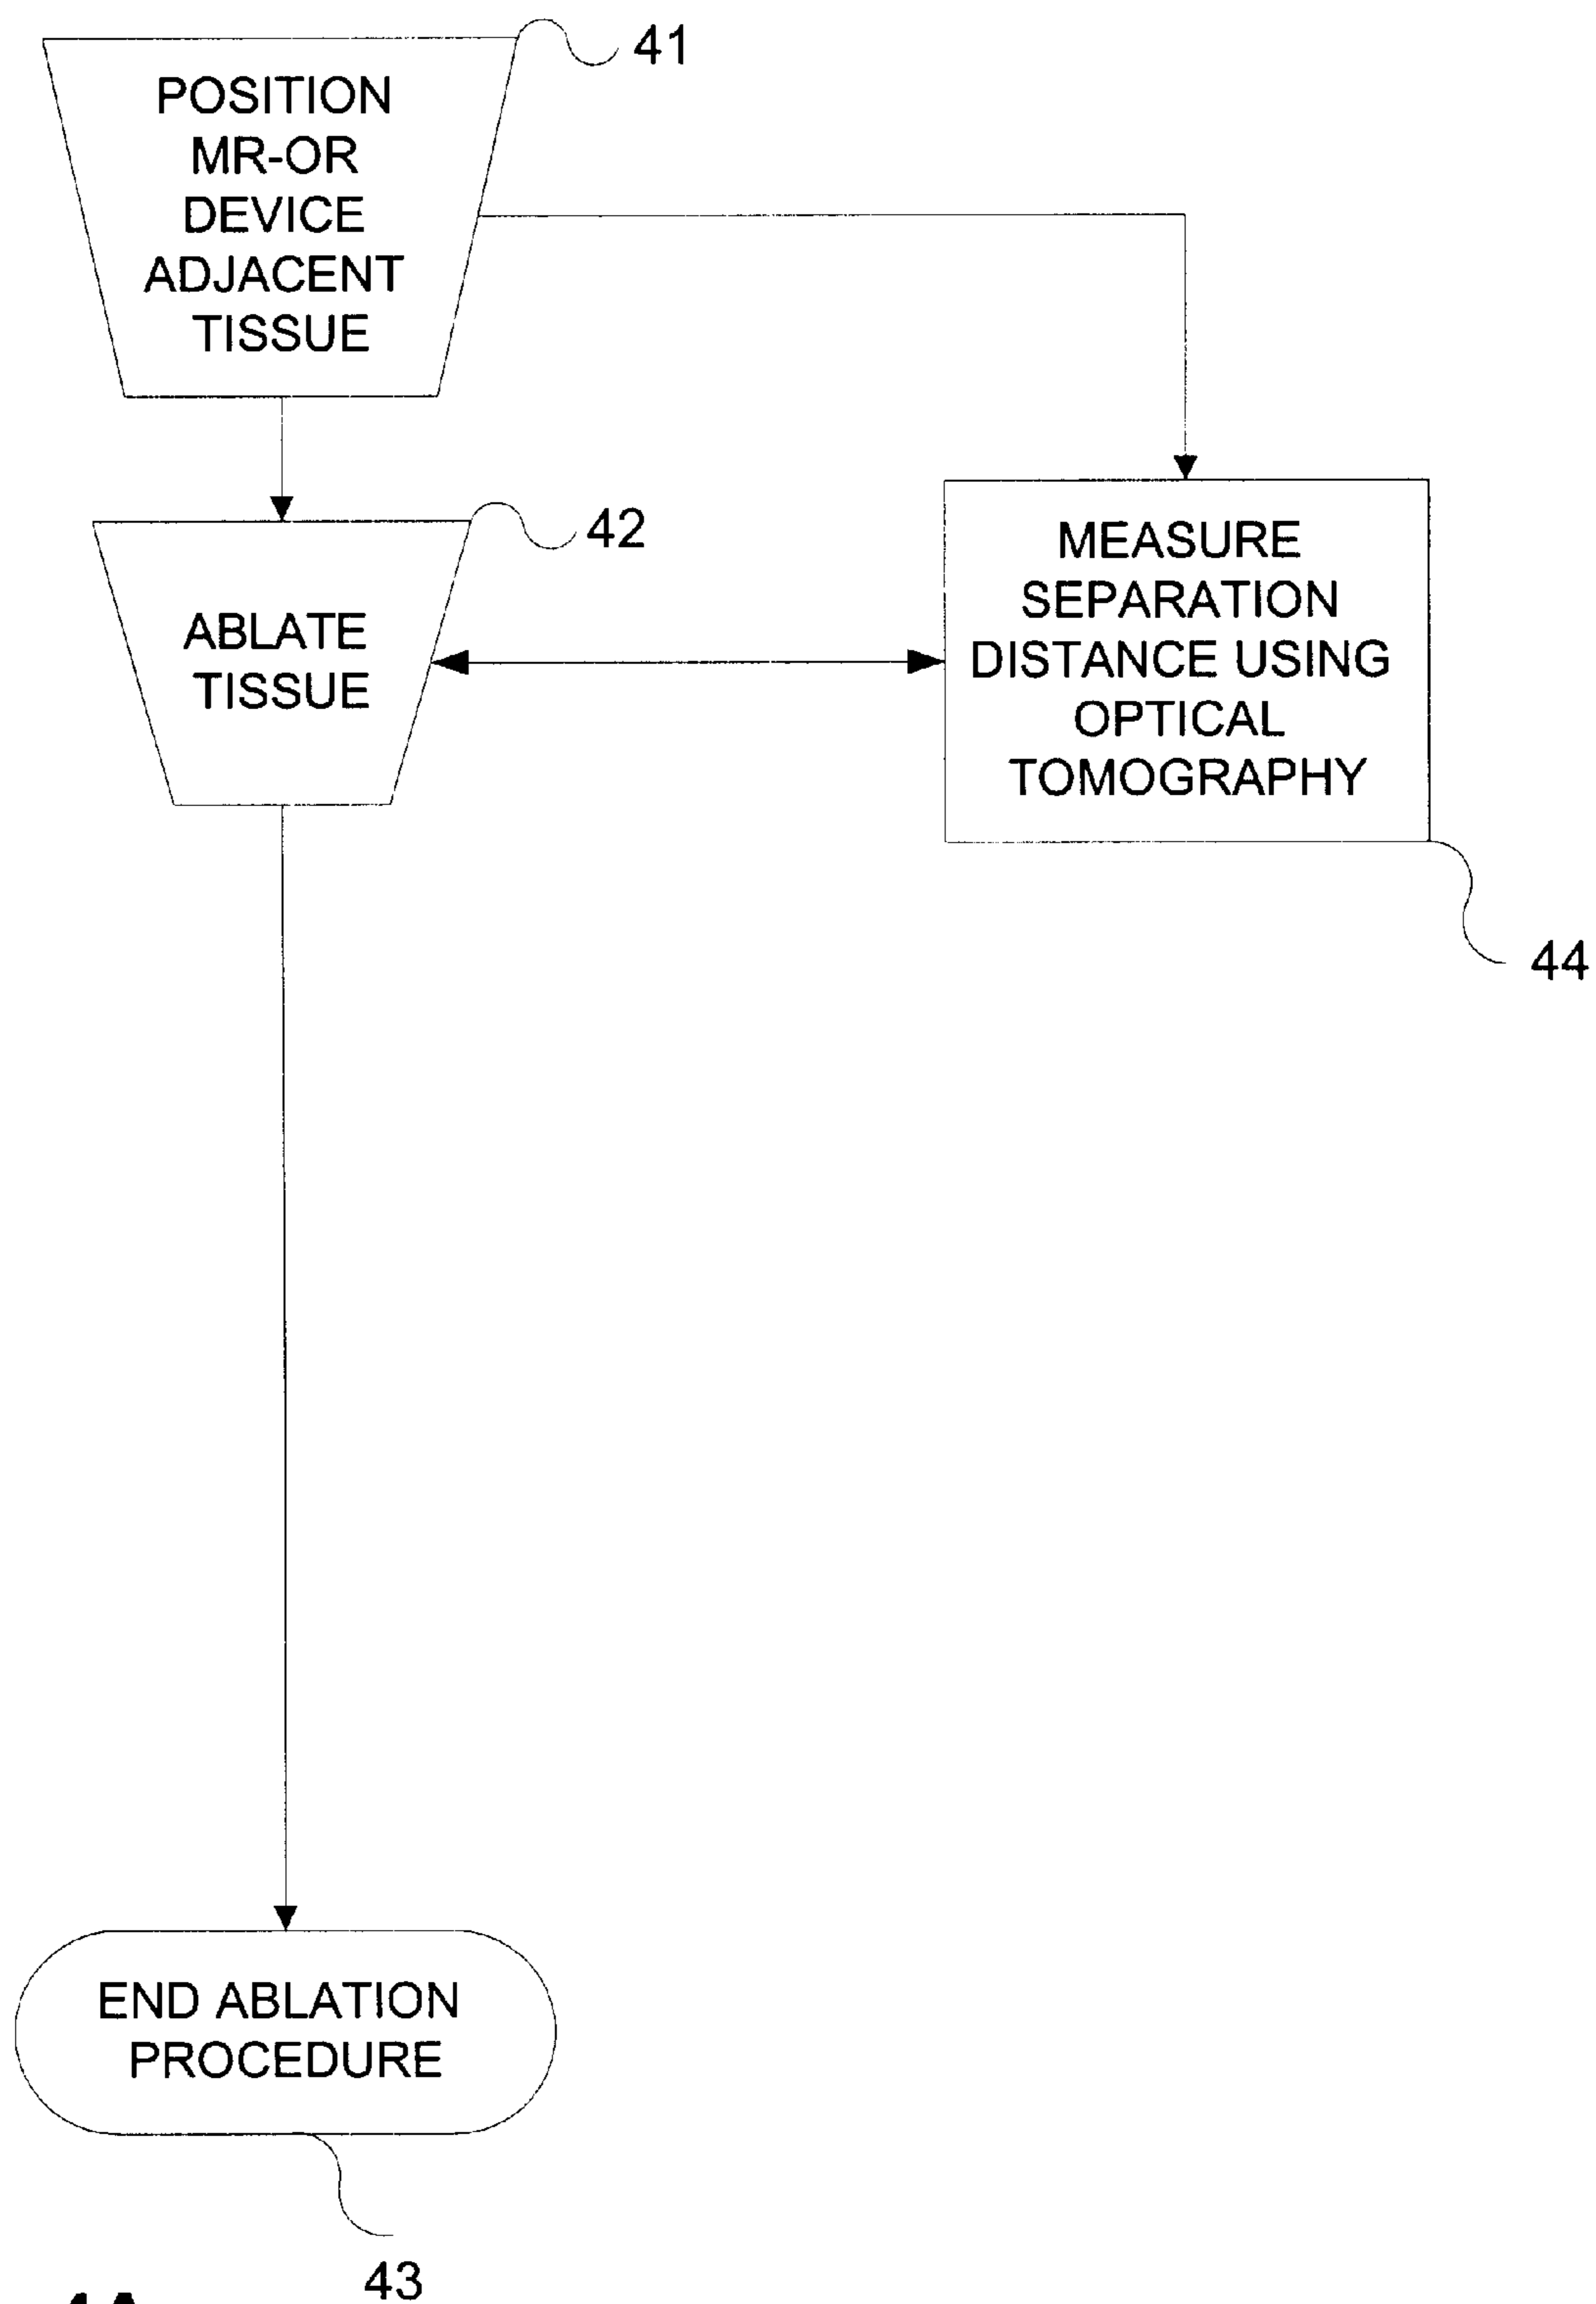 41
POSITION
MR-OR
DEVICE
ADJACENT
TISSUE
42
ABLATE
TISSUE
MEASURE
SEPARATION
DISTANCE USING
OPTICAL
TOMOGRAPHY
44
END ABLATION
PROCEDURE
43